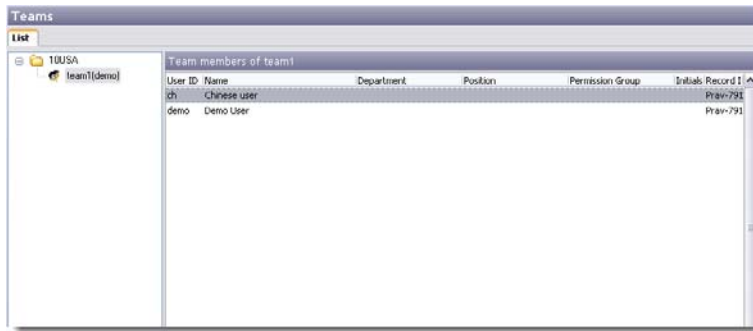 Teams
List
10USA
team1(demo)
Team members of team1
User ID Name Department Position Permission Group Initials Record I
ch Chinese user Prav-791
demo Demo User Prav-791